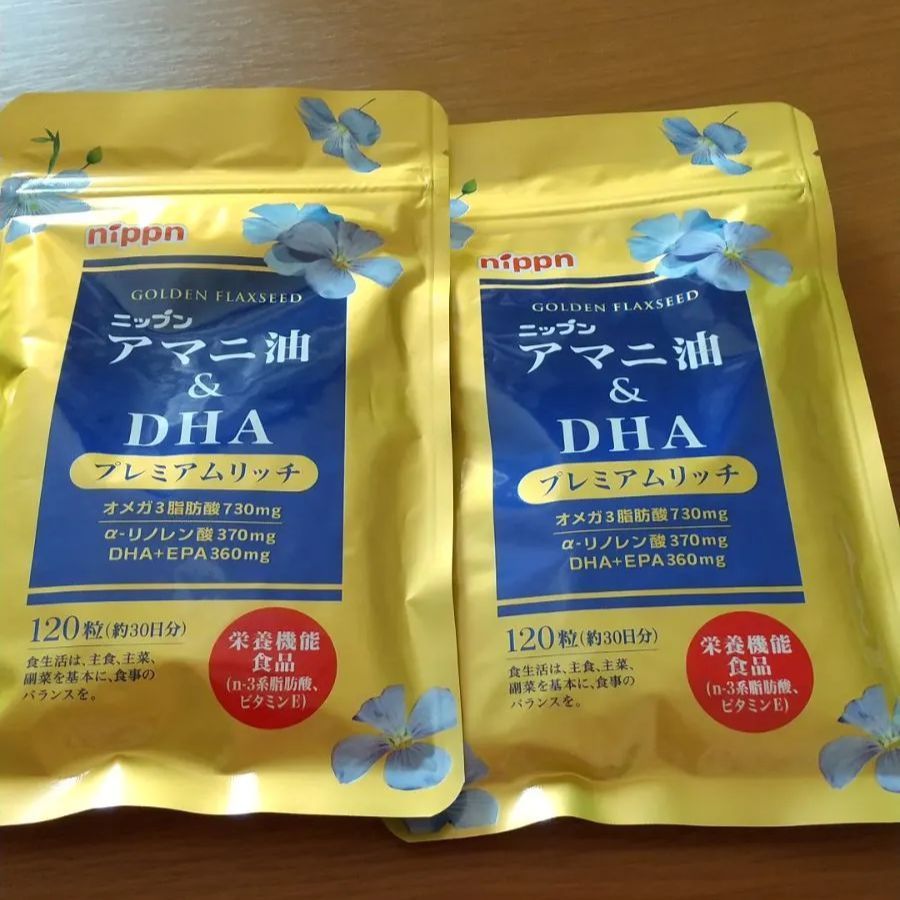 nippn
GOLDEN FLAXSEED
ニップン
アマニ油
&
DHA
プレミアムリッチ
オメガ3脂肪酸730mg
α-リノレン酸370mg
DHA+EPA360mg
120粒(約30日分)
食生活は、主食、主菜、
副菜を基本に、食事の
バランスを。
栄養機能
食品
(n-3系脂肪酸、
ビタミンE)
nippn
GOLDEN FLAXSEED
ニップン
アマニ油
&
DHA
プレミアムリッチ
オメガ3脂肪酸730mg
α-リノレン酸370mg
DHA+EPA360mg
120粒(約30日分)
食生活は、主食、主菜、
副菜を基本に、食事の
バランスを。
栄養機能
食品
(n-3系脂肪酸、
ビタミンE)